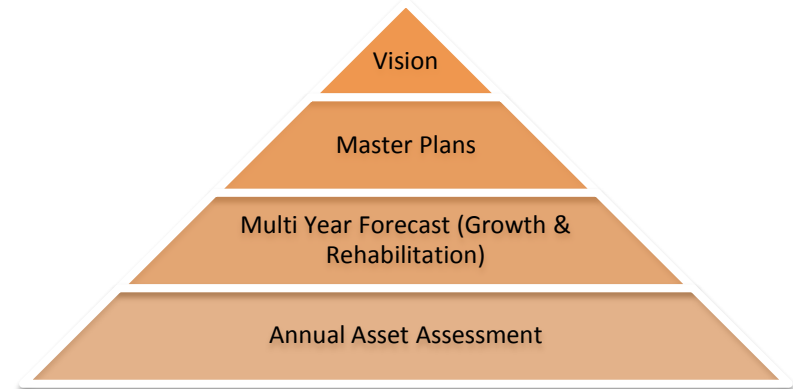 Vision
Master Plans
Multi Year Forecast (Growth &
Rehabilitation)
Annual Asset Assessment